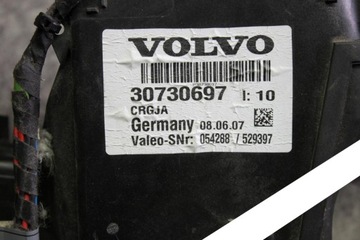 VOLVO
30730697 I: 10
CRGJA
Germany 08.06.07
Valeo-SNr: 054288 / 529397